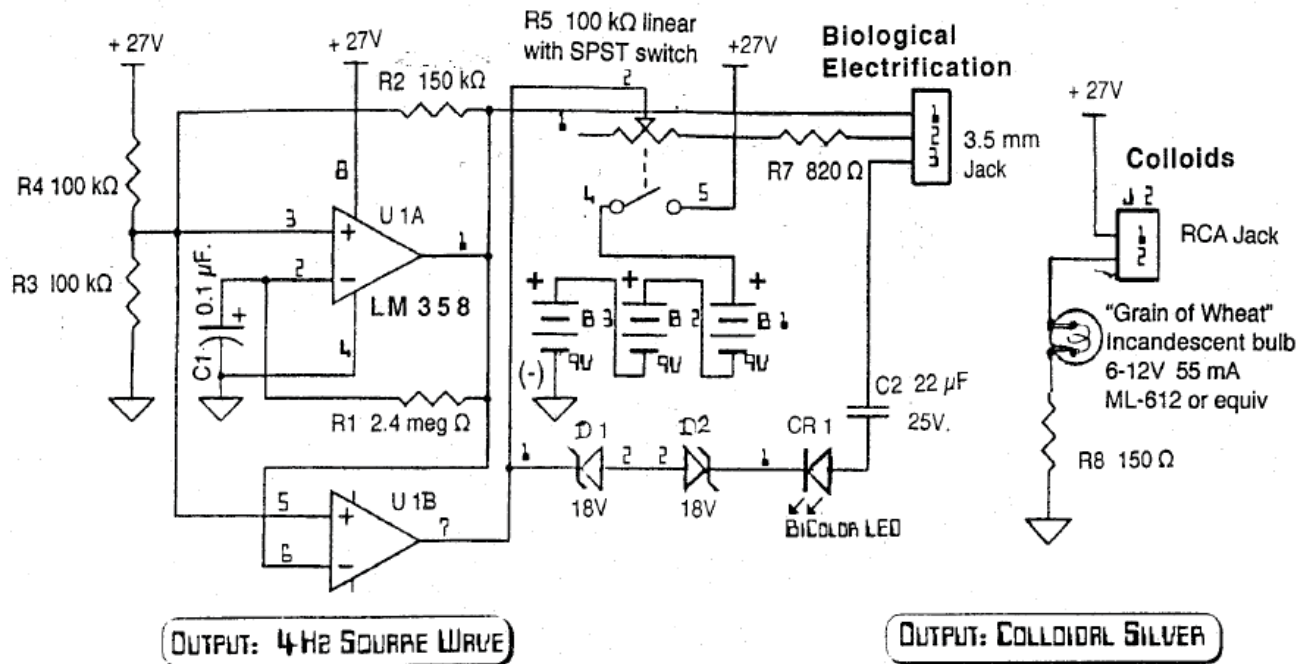 + 27V
R4 100 kΩ
R3 100 kΩ
R2 150 kΩ
+ 27V
8
3
+
U 1A
1
2
−
LM 358
4
C1 0.1 µF.
+
R1 2.4 meg Ω
5
+
U 1B
7
6
−
R5 100 kΩ linear
with SPST switch
2
1
+27V
4
5
+
B 3
9V
(-)
+
B 2
9V
+
B 1
9V
Biological
Electrification
1
2
3
3.5 mm
Jack
R7 820 Ω
C2 22 µF
25V.
1
D1
18V
2
2
D2
18V
1
CR 1
BICOLOR LED
+ 27V
Colloids
J 2
1
2
RCA Jack
"Grain of Wheat"
Incandescent bulb
6-12V 55 mA
ML-612 or equiv
R8 150 Ω
OUTPUT: 4Hz SQUARE WAVE
OUTPUT: COLLOIDAL SILVER